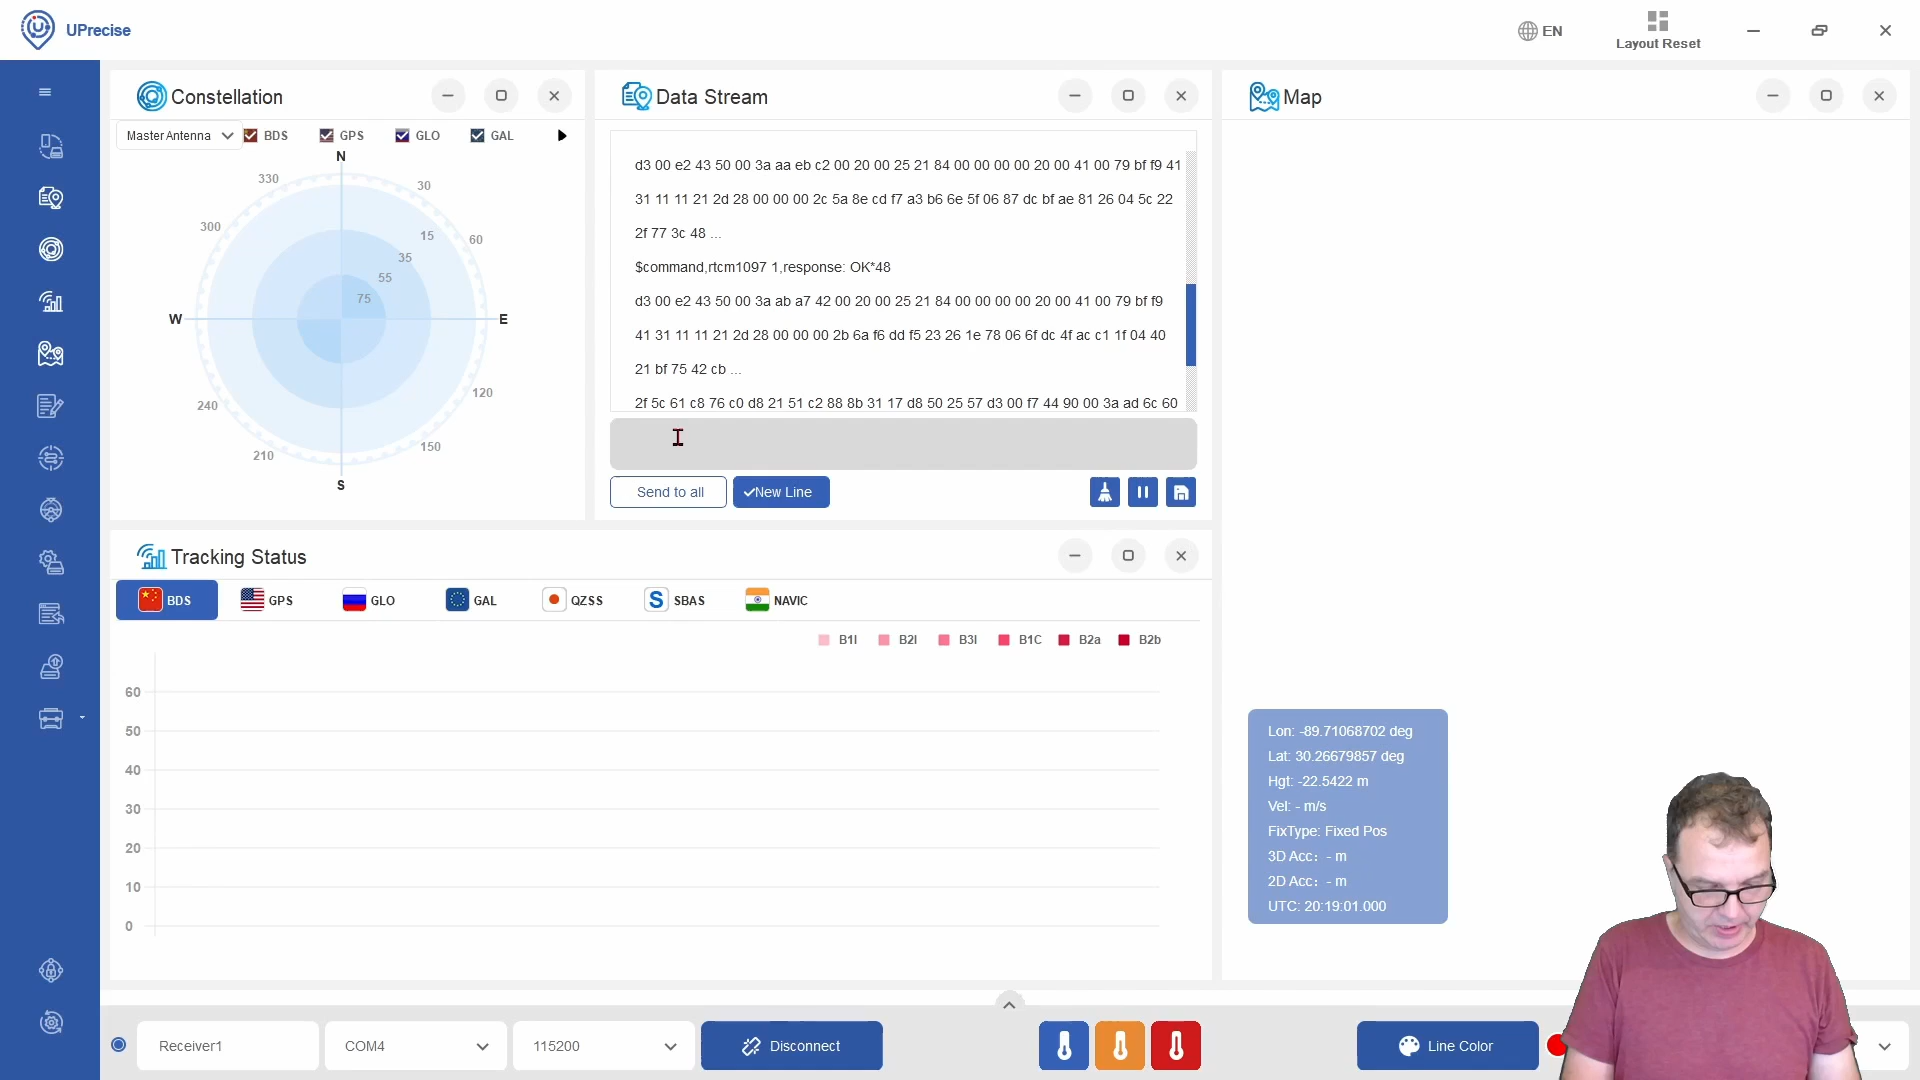 UPrecise
EN
Layout Reset
Constellation
Master Antenna
BDS
GPS
GLO
GAL
N
330
30
300
15
60
35
55
75
W
E
240
120
210
150
S
Data Stream
d3 00 e2 43 50 00 3a aa eb c2 00 20 00 25 21 84 00 00 00 00 20 00 41 00 79 bf f9 41
31 11 11 21 2d 28 00 00 00 2c 5a 8e cd f7 a3 b6 6e 5f 06 87 dc bf ae 81 26 04 5c 22
2f 77 3c 48 ...
$command,rtcm1097 1,response: OK*48
d3 00 e2 43 50 00 3a ab a7 42 00 20 00 25 21 84 00 00 00 00 20 00 41 00 79 bf f9
41 31 11 11 21 2d 28 00 00 00 2b 6a f6 dd f5 23 26 1e 78 06 6f dc 4f ac c1 1f 04 40
21 bf 75 42 cb ...
2f 5c 61 c8 76 c0 d8 21 51 c2 88 8b 31 17 d8 50 25 57 d3 00 f7 44 90 00 3a ad 6c 60
Send to all
New Line
Map
Lon: -89.71068702 deg
Lat: 30.26679857 deg
Hgt: -22.5422 m
Vel: - m/s
FixType: Fixed Pos
3D Acc: - m
2D Acc: - m
UTC: 20:19:01.000
Tracking Status
BDS
GPS
GLO
GAL
QZSS
S SBAS
NAVIC
B1I
B2I
B3I
B1C
B2a
B2b
60
50
40
30
20
10
0
Receiver1
COM4
115200
Disconnect
Line Color